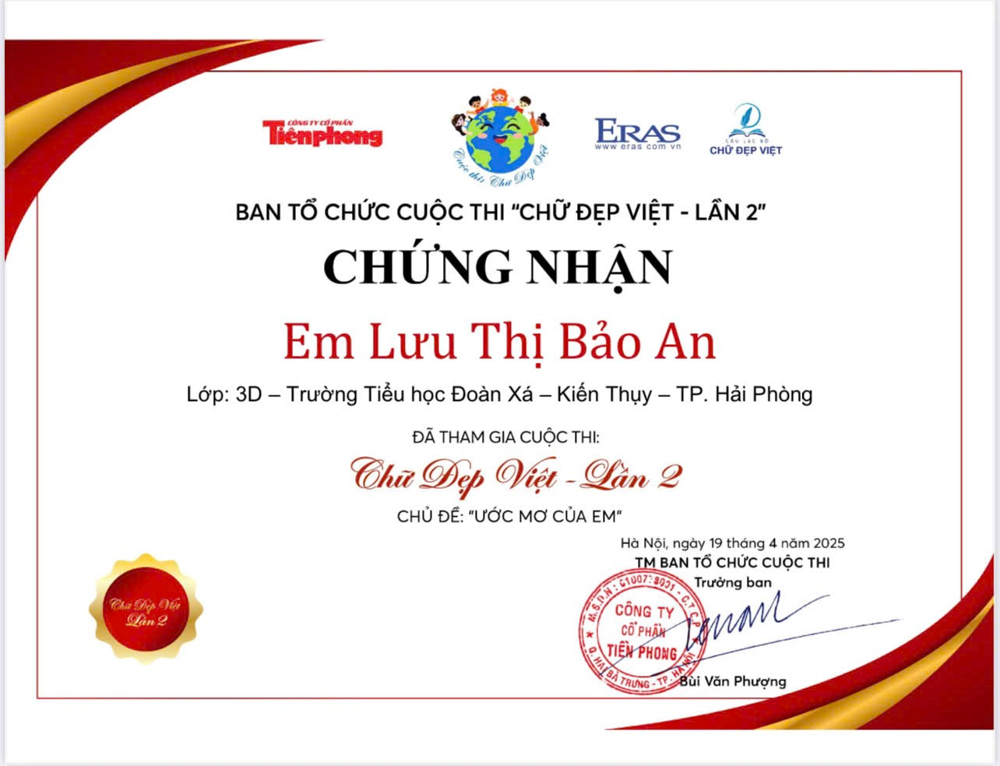 CÔNG TY CỔ PHẦN
Tiền phong
Cuộc thi: Chữ Đẹp Việt
ERAS
www eras com vn
CÂU LẠC BỘ
CHỮ ĐẸP VIỆT
BAN TỔ CHỨC CUỘC THI “CHỮ ĐẸP VIỆT - LẦN 2”
CHỨNG NHẬN
Em Lưu Thị Bảo An
Lớp: 3D – Trường Tiểu học Đoàn Xá – Kiến Thụy – TP. Hải Phòng
ĐÃ THAM GIA CUỘC THI:
Chữ Đẹp Việt - Lần 2
CHỦ ĐỀ: “ƯỚC MƠ CỦA EM”
Hà Nội, ngày 19 tháng 4 năm 2025
TM BAN TỔ CHỨC CUỘC THI
Trưởng ban
M.S.D.N: - C.T.C.P
CÔNG TY
CỔ PHẦN
TIỀN PHONG
Q. HAI BÀ TRƯNG - TP. HÀ NỘI
Bùi Văn Phượng
Chữ Đẹp Việt
Lần 2